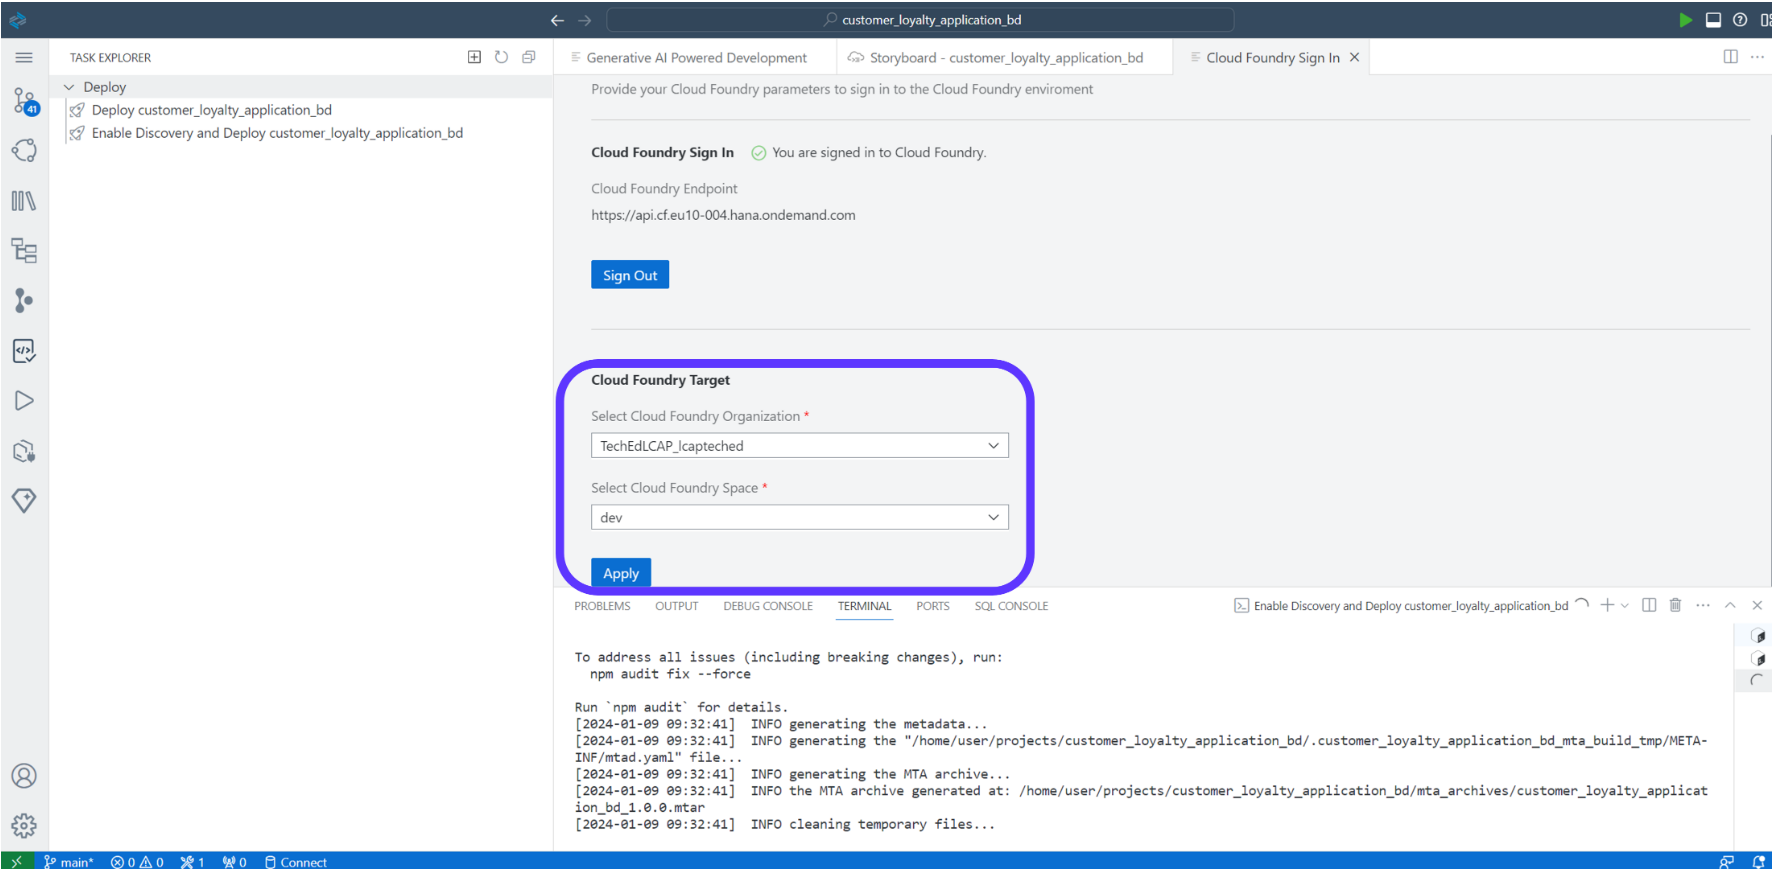 customer_loyalty_application_bd
TASK EXPLORER
Deploy
Deploy customer_loyalty_application_bd
Enable Discovery and Deploy customer_loyalty_application_bd
41
Generative AI Powered Development
Storyboard - customer_loyalty_application_bd
Cloud Foundry Sign In
Provide your Cloud Foundry parameters to sign in to the Cloud Foundry enviroment
Cloud Foundry Sign In You are signed in to Cloud Foundry.
Cloud Foundry Endpoint
https://api.cf.eu10-004.hana.ondemand.com
Sign Out
Cloud Foundry Target
Select Cloud Foundry Organization *
TechEdLCAP_lcapteched
Select Cloud Foundry Space *
dev
Apply
PROBLEMS OUTPUT DEBUG CONSOLE TERMINAL PORTS SQL CONSOLE
Enable Discovery and Deploy customer_loyalty_application_bd
To address all issues (including breaking changes), run:
npm audit fix --force
Run `npm audit` for details.
[2024-01-09 09:32:41] INFO generating the metadata...
[2024-01-09 09:32:41] INFO generating the "/home/user/projects/customer_loyalty_application_bd/.customer_loyalty_application_bd_mta_build_tmp/META-
INF/mtad.yaml" file...
[2024-01-09 09:32:41] INFO generating the MTA archive...
[2024-01-09 09:32:41] INFO the MTA archive generated at: /home/user/projects/customer_loyalty_application_bd/mta_archives/customer_loyalty_applicat
ion_bd_1.0.0.mtar
[2024-01-09 09:32:41] INFO cleaning temporary files...
main* 0 0 1 0 Connect